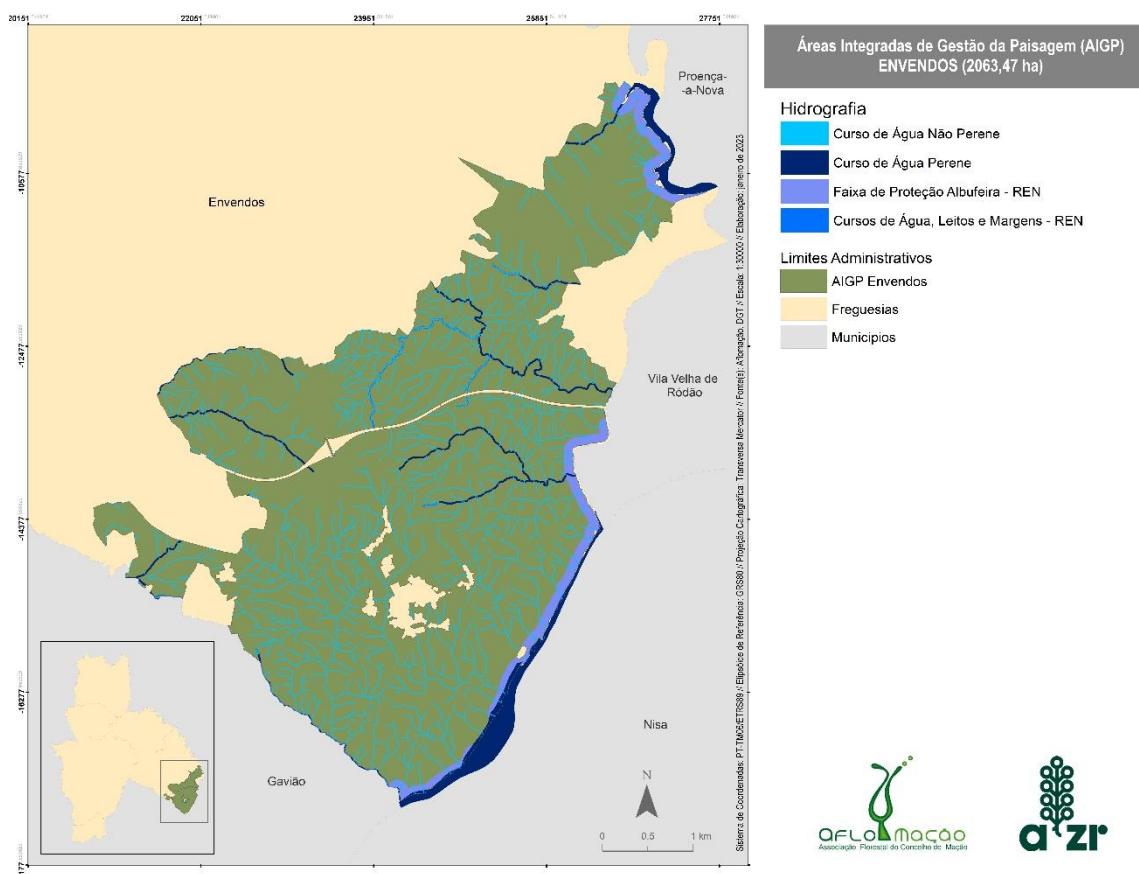 20151
22051
23951
25851
27751
-10577
-12477
-14377
-16277
177
Proença-
-a-Nova
Envendos
Vila Velha de
Ródão
Nisa
Gavião
N
0 0,5 1 km
Sistema de Coordenadas: PT-TM06/ETRS89 // Elipsóide de Referência: GRS80 // Projeção Cartográfica: Transversa Mercator // Fonte(s): Aflomação, DGT // Escala: 1:30000 // Elaboração: janeiro de 2023
Áreas Integradas de Gestão da Paisagem (AIGP)
ENVENDOS (2063,47 ha)
Hidrografia
Curso de Água Não Perene
Curso de Água Perene
Faixa de Proteção Albufeira - REN
Cursos de Água, Leitos e Margens - REN
Limites Administrativos
AIGP Envendos
Freguesias
Municipios
aflomação
Associação Florestal do Concelho de Mação
azr